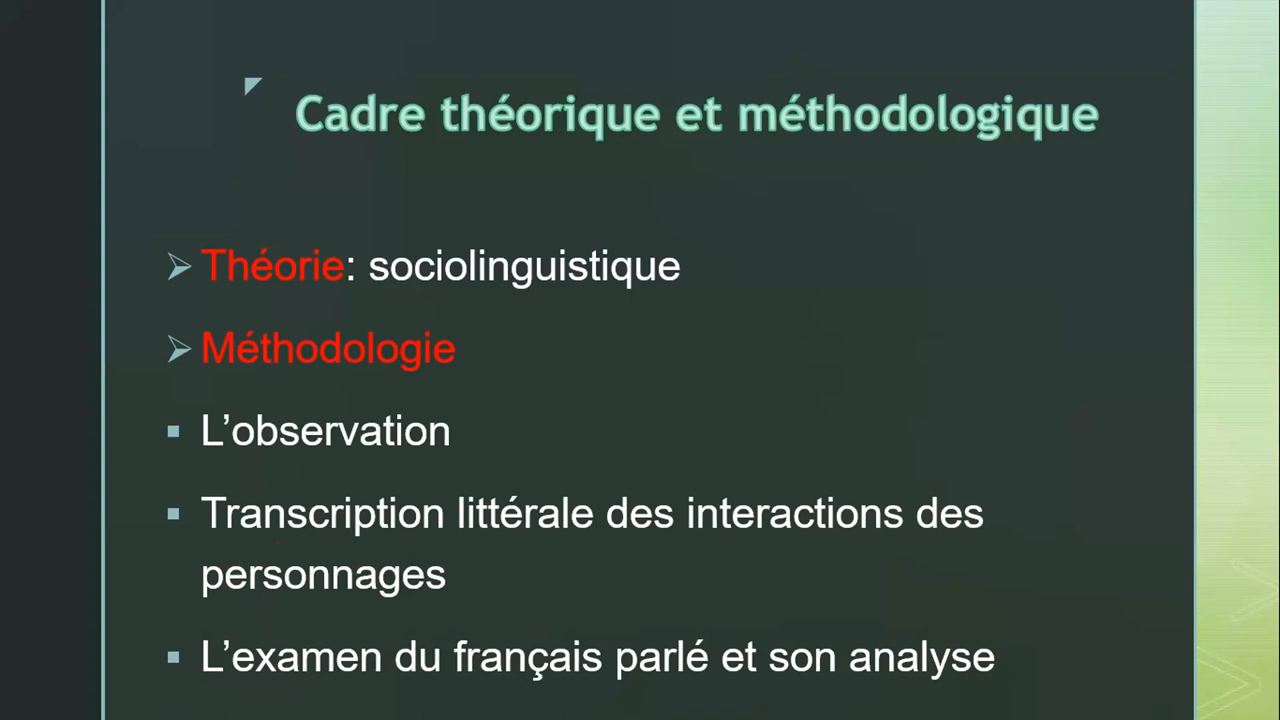 Cadre théorique et méthodologique
Théorie: sociolinguistique
Méthodologie
L’observation
Transcription littérale des interactions des
personnages
L’examen du français parlé et son analyse